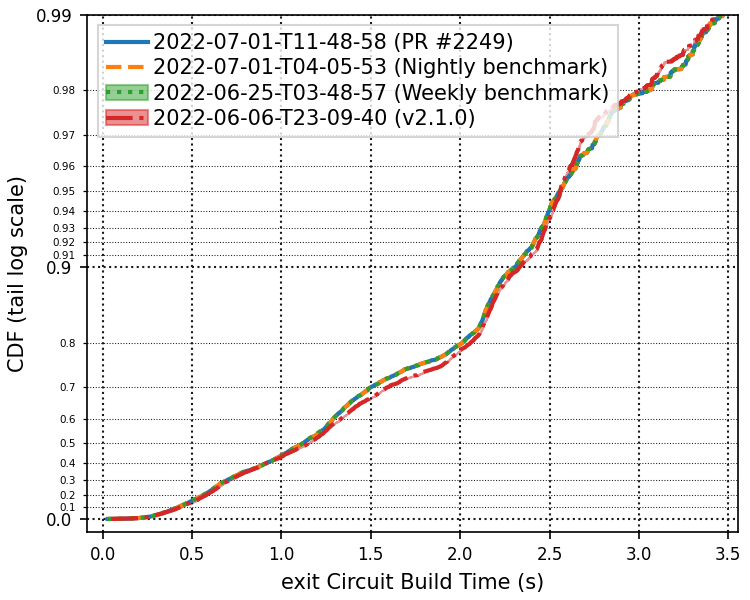 0.99
2022-07-01-T11-48-58 (PR #2249)
2022-07-01-T04-05-53 (Nightly benchmark)
2022-06-25-T03-48-57 (Weekly benchmark)
2022-06-06-T23-09-40 (v2.1.0)
0.98
0.97
0.96
0.95
0.94
0.93
0.92
0.91
0.9
0.8
0.7
0.6
0.5
0.4
0.3
0.2
0.1
0.0
CDF (tail log scale)
0.0 0.5 1.0 1.5 2.0 2.5 3.0 3.5
exit Circuit Build Time (s)